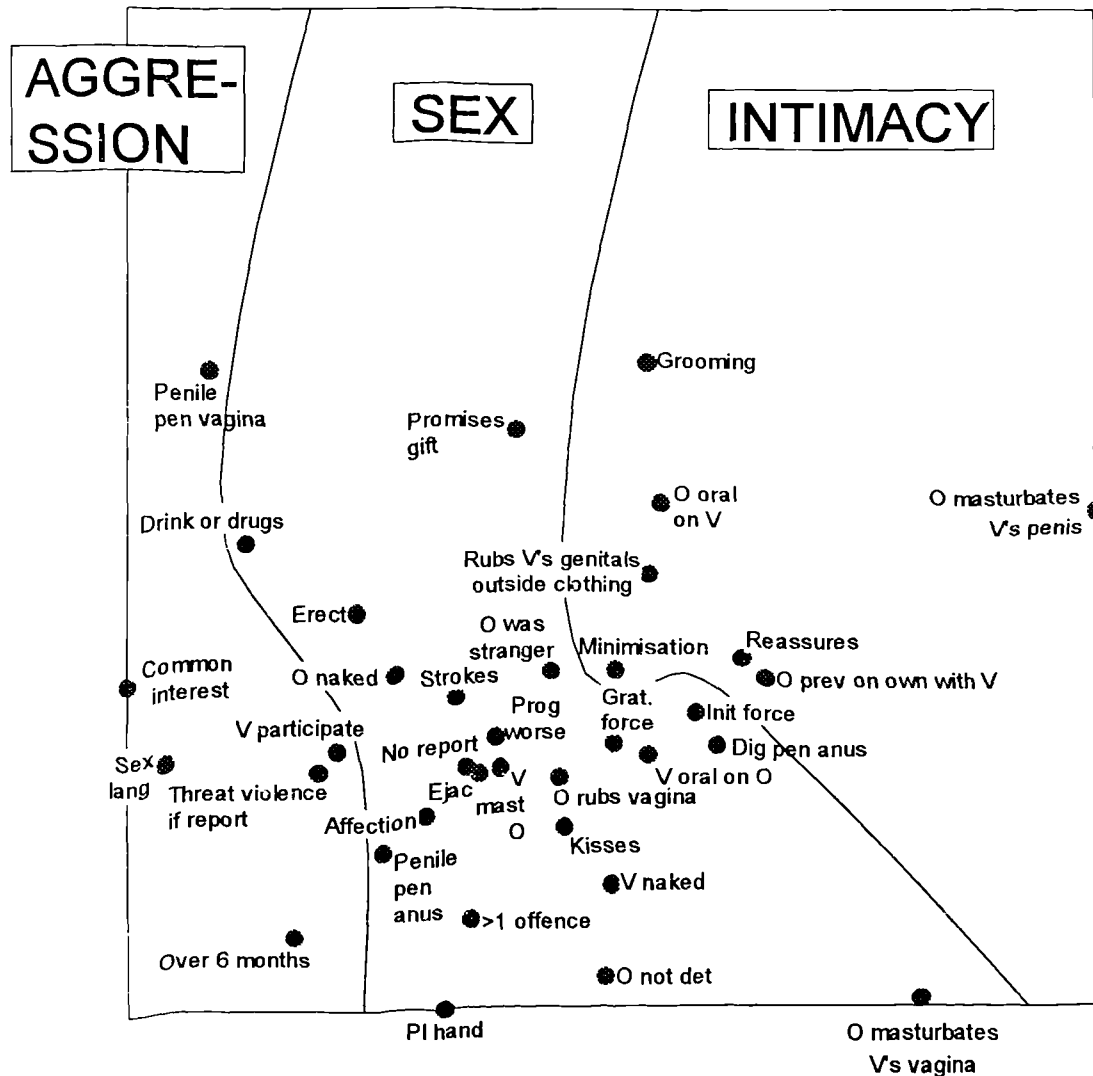 AGGRE-
SSION
SEX
INTIMACY
Grooming
Penile
pen vagina
Promises
gift
O oral
on V
O masturbates
V's penis
Drink or drugs
Rubs V's genitals
outside clothing
Erect
O was
stranger
Minimisation
Reassures
Common
interest
O naked
Strokes
O prev on own with V
Prog
worse
Grat.
force
Init force
V participate
No report
Dig pen anus
Sex
lang
Threat violence
if report
Ejac
V
mast
O
O rubs vagina
V oral on O
Affection
Kisses
Penile
pen
anus
V naked
>1 offence
Over 6 months
O not det
PI hand
O masturbates
V's vagina